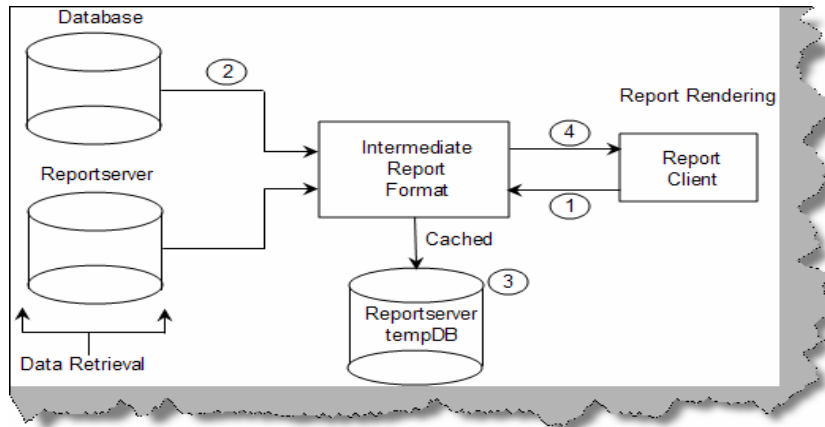 Database
2
Report Rendering
4
Intermediate
Report
Format
Report
Client
Reportserver
1
Cached
3
Reportserver
tempDB
Data Retrieval